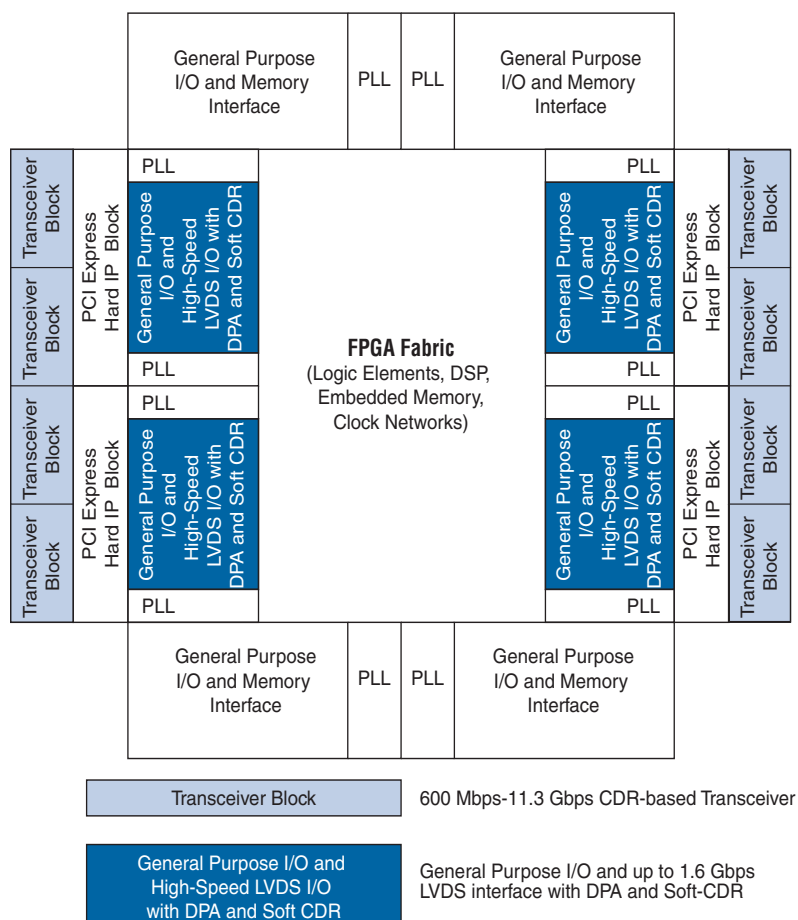 General Purpose
I/O and Memory
Interface
PLL
PLL
General Purpose
I/O and Memory
Interface
Transceiver
Block
Transceiver
Block
PCI Express
Hard IP Block
PLL
General Purpose
I/O and
High-Speed
LVDS I/O with
DPA and Soft CDR
PLL
Transceiver
Block
Transceiver
Block
PCI Express
Hard IP Block
PLL
General Purpose
I/O and
High-Speed
LVDS I/O with
DPA and Soft CDR
PLL
FPGA Fabric
(Logic Elements, DSP,
Embedded Memory,
Clock Networks)
PLL
General Purpose
I/O and
High-Speed
LVDS I/O with
DPA and Soft CDR
PLL
PCI Express
Hard IP Block
Transceiver
Block
Transceiver
Block
PLL
General Purpose
I/O and
High-Speed
LVDS I/O with
DPA and Soft CDR
PLL
PCI Express
Hard IP Block
Transceiver
Block
Transceiver
Block
General Purpose
I/O and Memory
Interface
PLL
PLL
General Purpose
I/O and Memory
Interface
Transceiver Block
600 Mbps-11.3 Gbps CDR-based Transceiver
General Purpose I/O and
High-Speed LVDS I/O
with DPA and Soft CDR
General Purpose I/O and up to 1.6 Gbps
LVDS interface with DPA and Soft-CDR